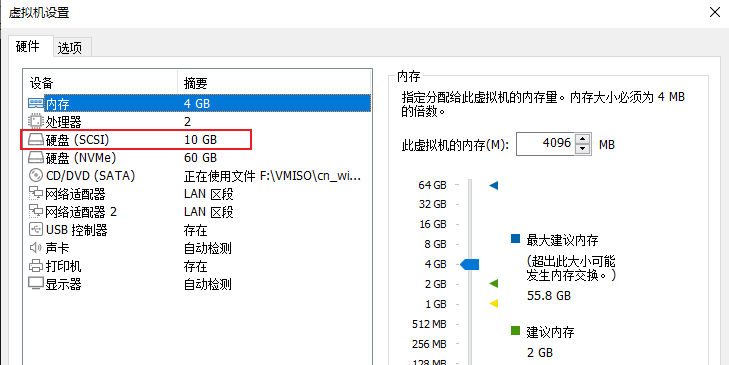 虚拟机设置
硬件 选项
设备 摘要
内存 4 GB
处理器 2
硬盘 (SCSI) 10 GB
硬盘 (NVMe) 60 GB
CD/DVD (SATA) 正在使用文件 F:\VMISO\cn_wi...
网络适配器 LAN 区段
网络适配器 2 LAN 区段
USB 控制器 存在
声卡 自动检测
打印机 存在
显示器 自动检测
内存
指定分配给此虚拟机的内存量。内存大小必须为 4 MB
的倍数。
此虚拟机的内存(M): 4096 MB
64 GB
32 GB
16 GB
8 GB
4 GB
2 GB
1 GB
512 MB
256 MB
128 MB
最大建议内存
(超出此大小可能
发生内存交换。)
55.8 GB
建议内存
2 GB